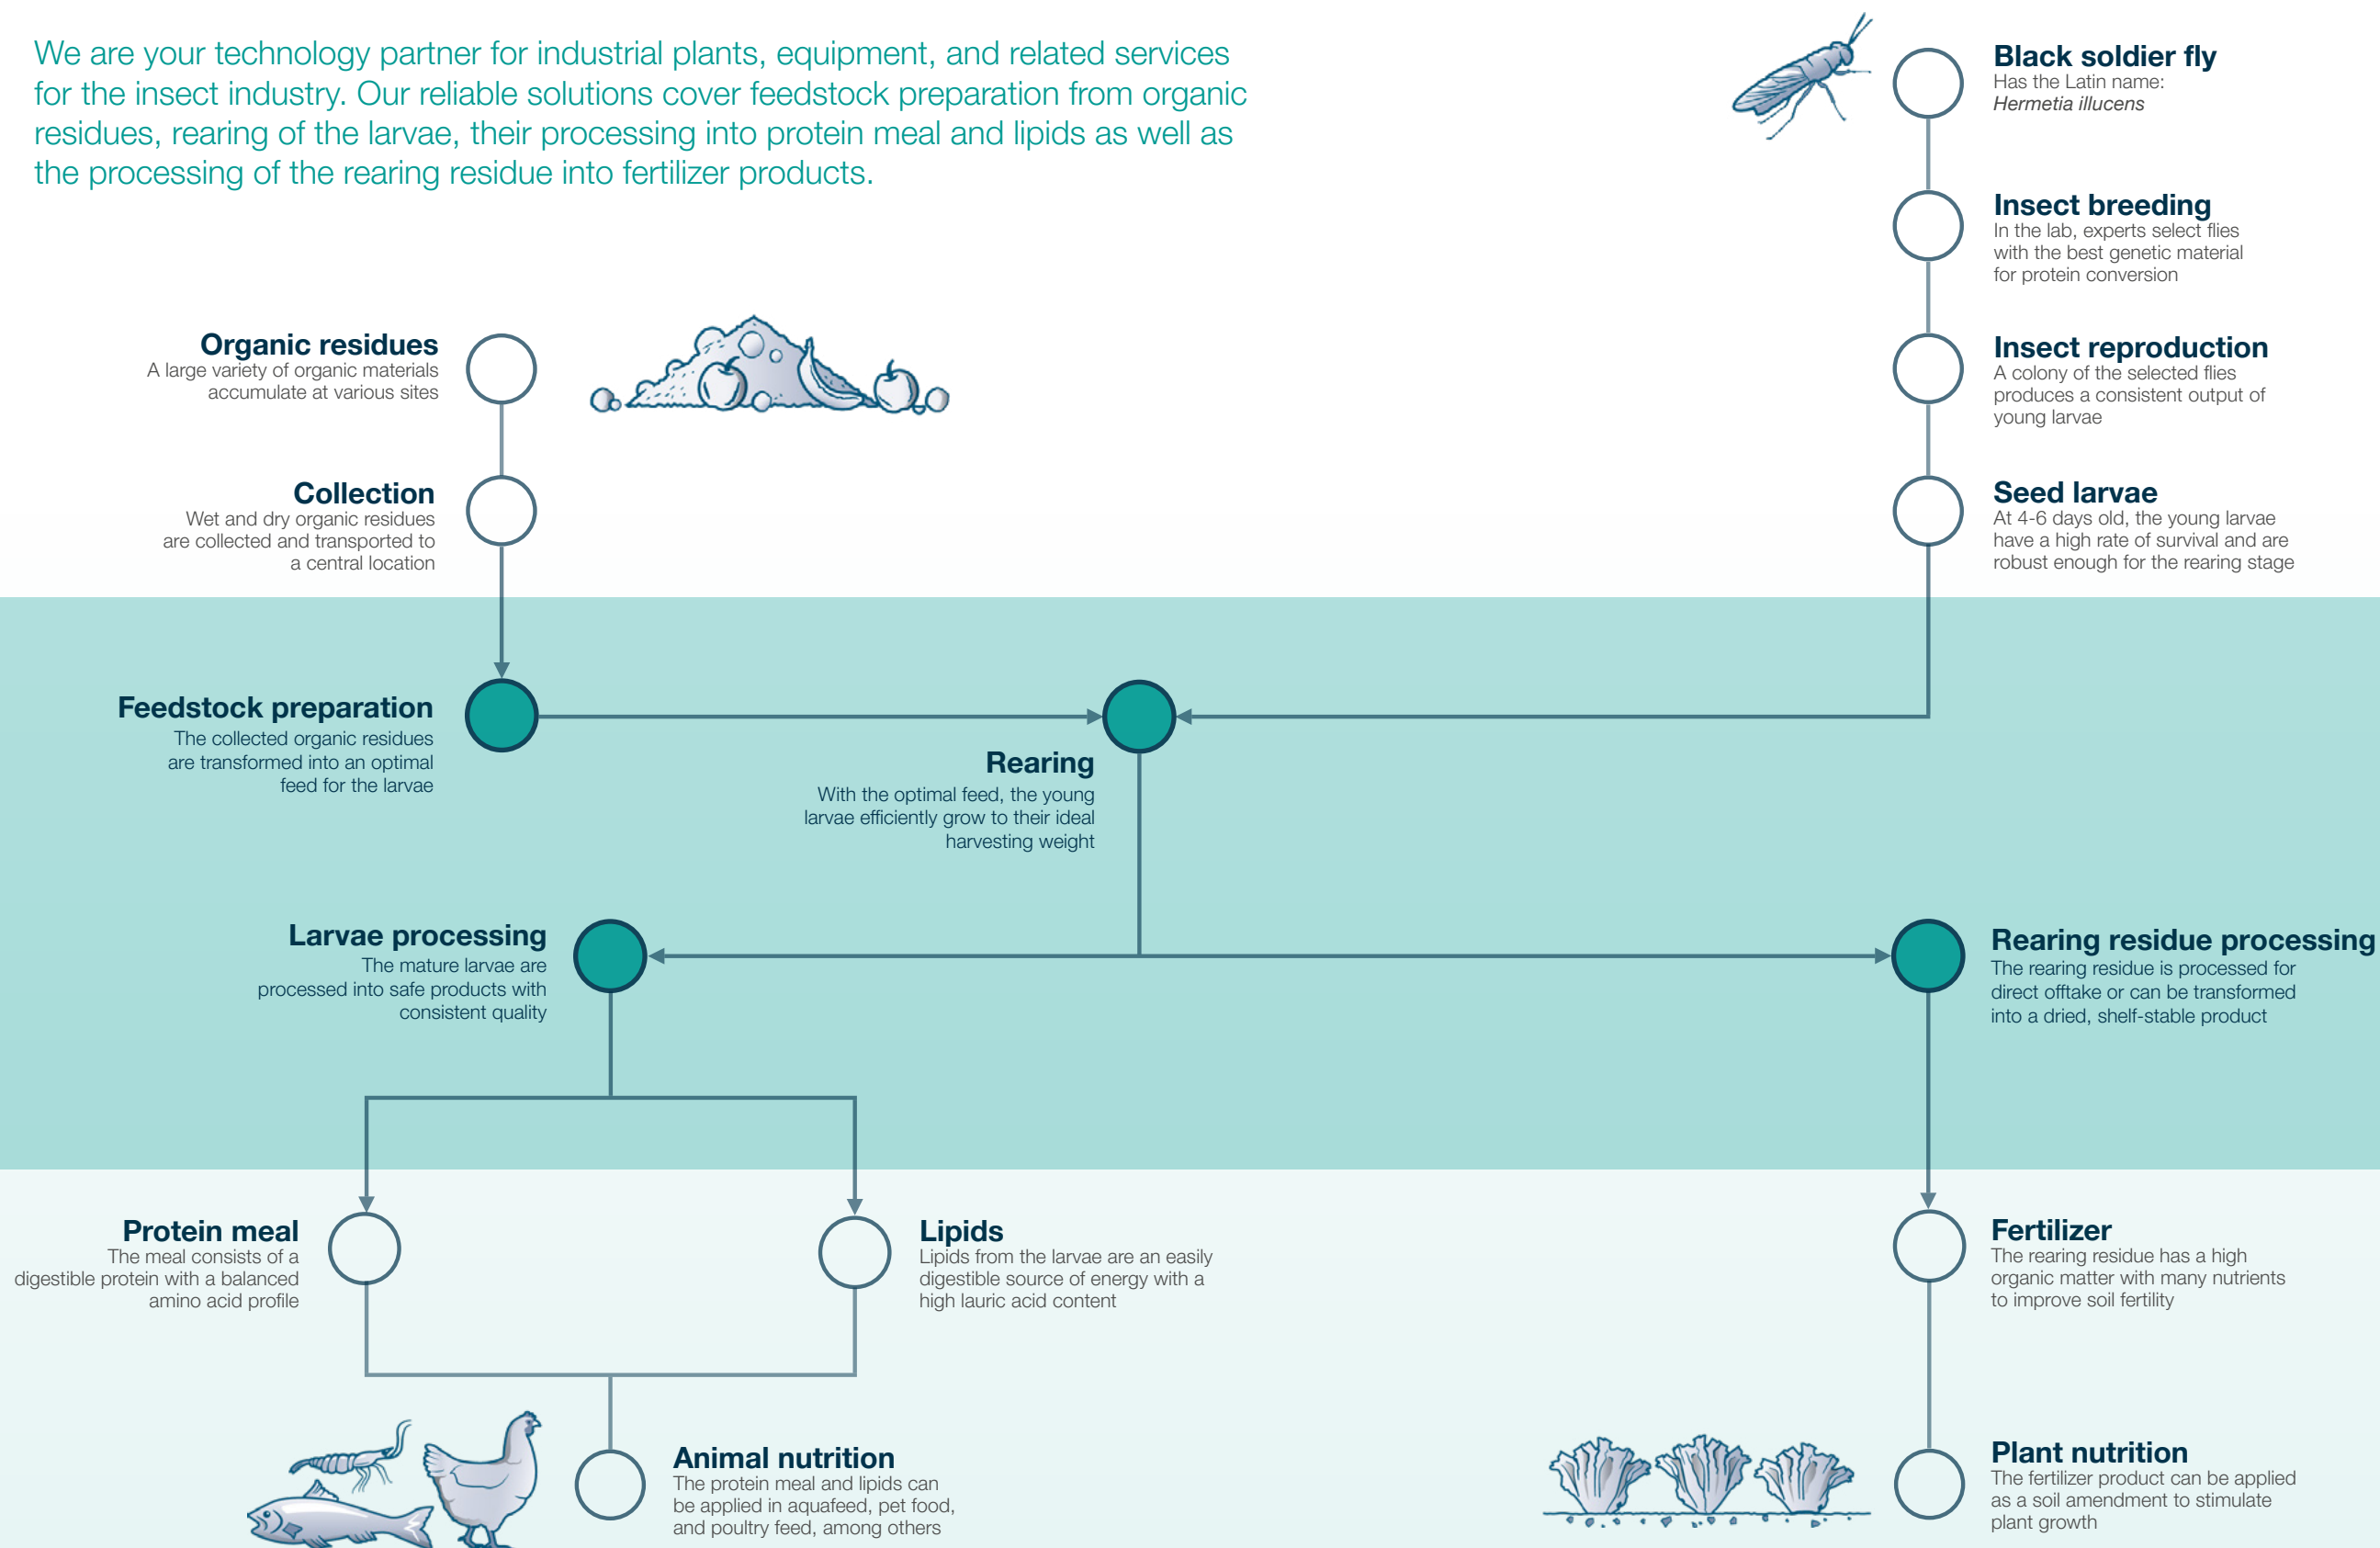 We are your technology partner for industrial plants, equipment, and related services
for the insect industry. Our reliable solutions cover feedstock preparation from organic
residues, rearing of the larvae, their processing into protein meal and lipids as well as
the processing of the rearing residue into fertilizer products.
Black soldier fly
Has the Latin name:
Hermetia illucens
Insect breeding
In the lab, experts select flies
with the best genetic material
for protein conversion
Insect reproduction
A colony of the selected flies
produces a consistent output of
young larvae
Seed larvae
At 4-6 days old, the young larvae
have a high rate of survival and are
robust enough for the rearing stage
Organic residues
A large variety of organic materials
accumulate at various sites
Collection
Wet and dry organic residues
are collected and transported to
a central location
Feedstock preparation
The collected organic residues
are transformed into an optimal
feed for the larvae
Rearing
With the optimal feed, the young
larvae efficiently grow to their ideal
harvesting weight
Larvae processing
The mature larvae are
processed into safe products with
consistent quality
Rearing residue processing
The rearing residue is processed for
direct offtake or can be transformed
into a dried, shelf-stable product
Protein meal
The meal consists of a
digestible protein with a balanced
amino acid profile
Lipids
Lipids from the larvae are an easily
digestible source of energy with a
high lauric acid content
Fertilizer
The rearing residue has a high
organic matter with many nutrients
to improve soil fertility
Animal nutrition
The protein meal and lipids can
be applied in aquafeed, pet food,
and poultry feed, among others
Plant nutrition
The fertilizer product can be applied
as a soil amendment to stimulate
plant growth